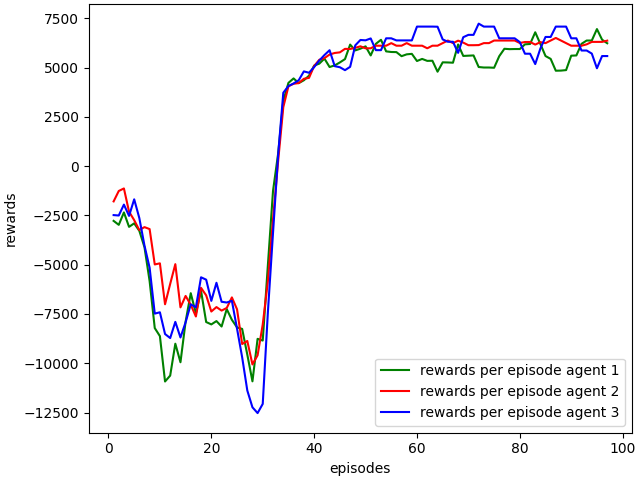 7500
5000
2500
0
−2500
−5000
−7500
−10000
−12500
rewards
0 20 40 60 80 100
episodes
rewards per episode agent 1
rewards per episode agent 2
rewards per episode agent 3